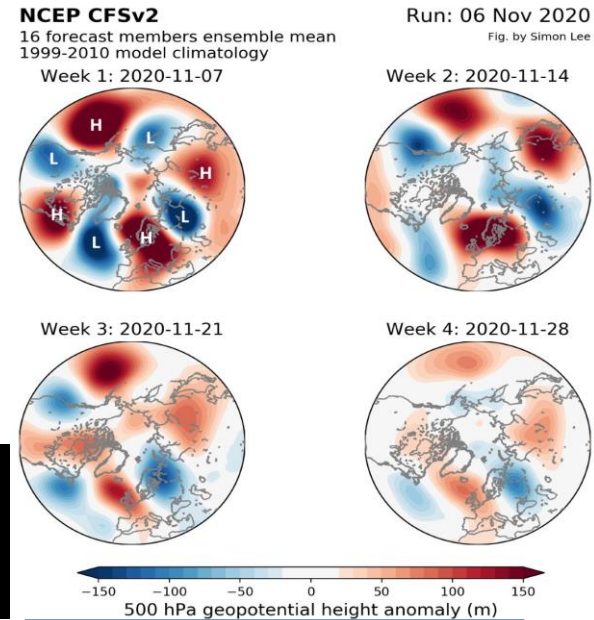 NCEP CFSv2
Run: 06 Nov 2020
16 forecast members ensemble mean
Fig. by Simon Lee
1999-2010 model climatology
Week 1: 2020-11-07
Week 2: 2020-11-14
H
L
L
H
H
L
L
H
Week 3: 2020-11-21
Week 4: 2020-11-28
−150 −100 −50 0 50 100 150
500 hPa geopotential height anomaly (m)